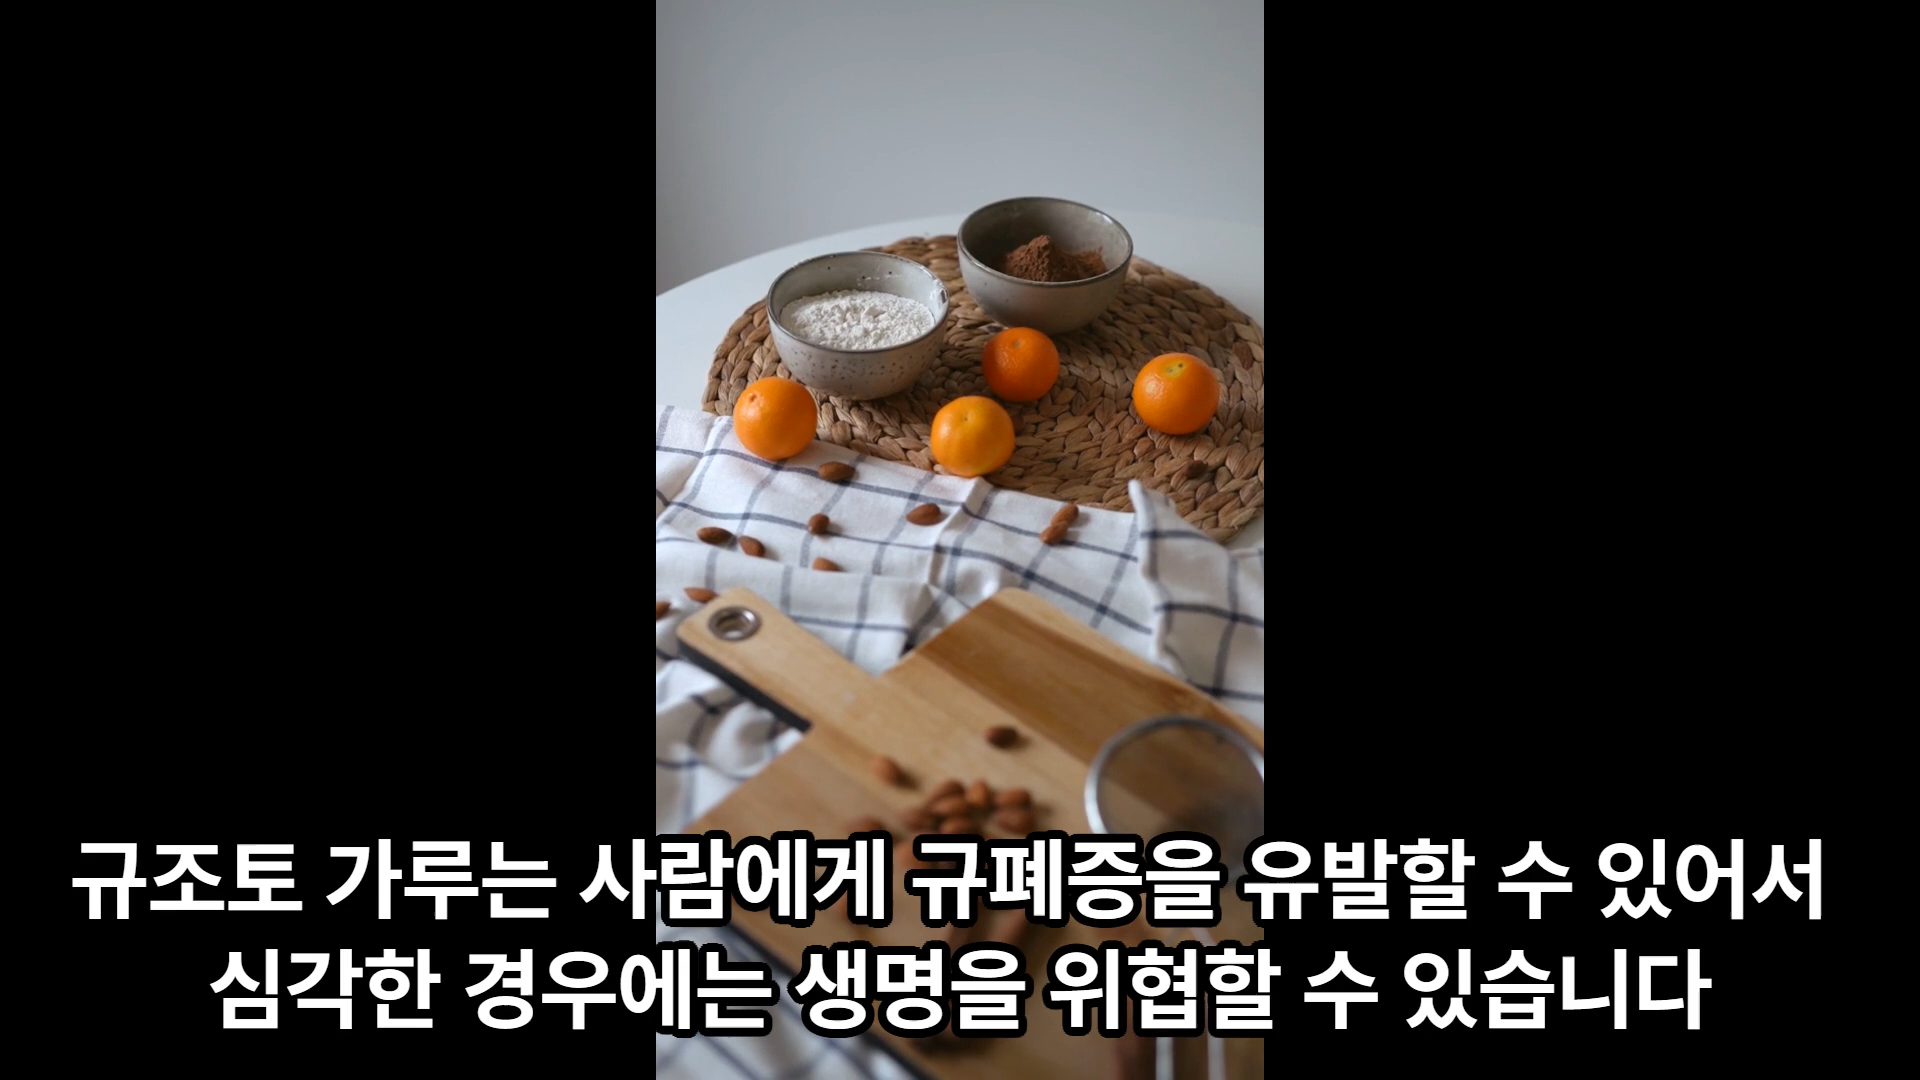 규조토 가루는 사람에게 규폐증을 유발할 수 있어서
심각한 경우에는 생명을 위협할 수 있습니다